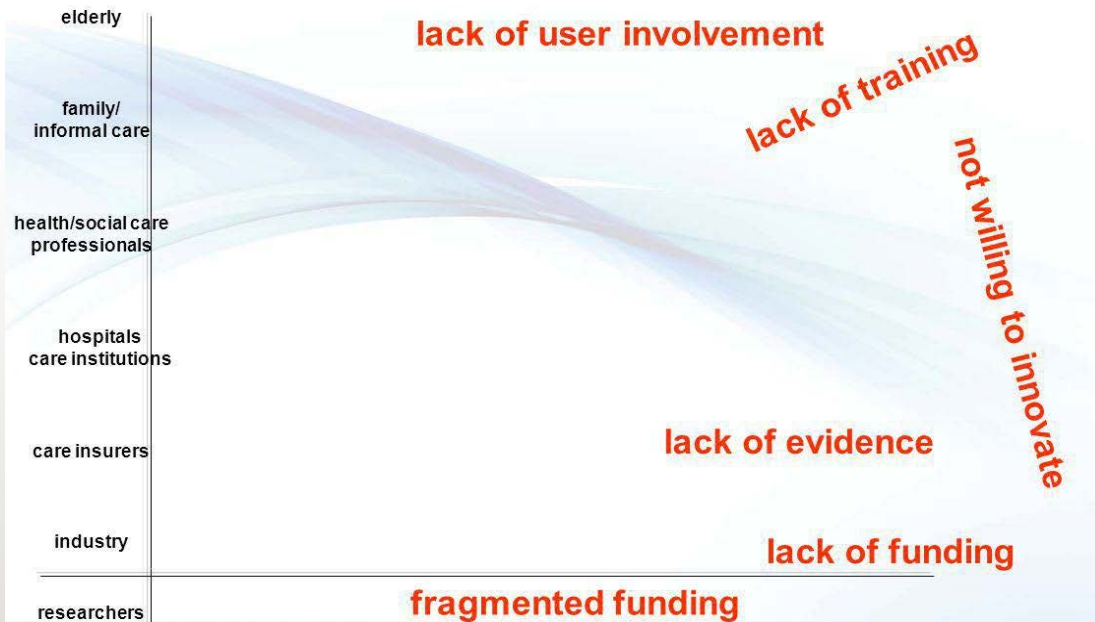 elderly
lack of user involvement
lack of training
family/
informal care
not willing to innovate
health/social care
professionals
hospitals
care institutions
care insurers
lack of evidence
industry
lack of funding
researchers
fragmented funding